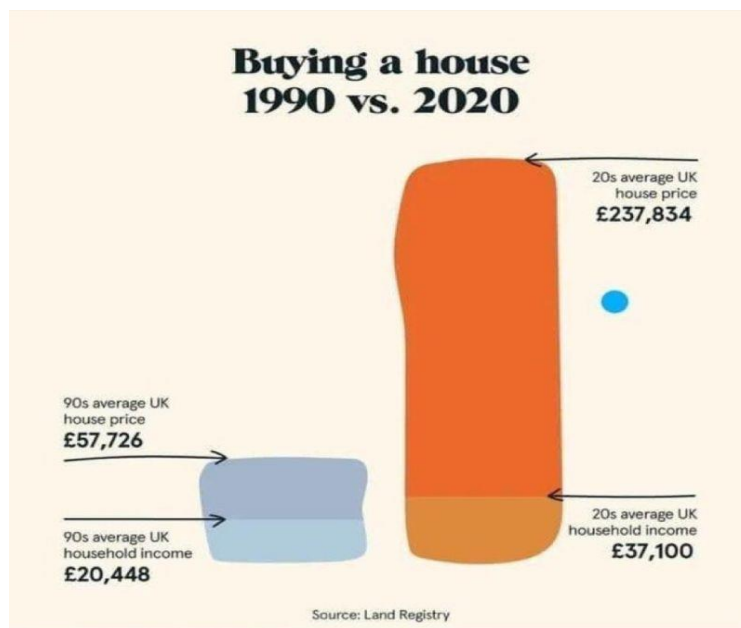 Buying a house
1990 vs. 2020
20s average UK
house price
£237,834
90s average UK
house price
£57,726
90s average UK
household income
£20,448
20s average UK
household income
£37,100
Source: Land Registry